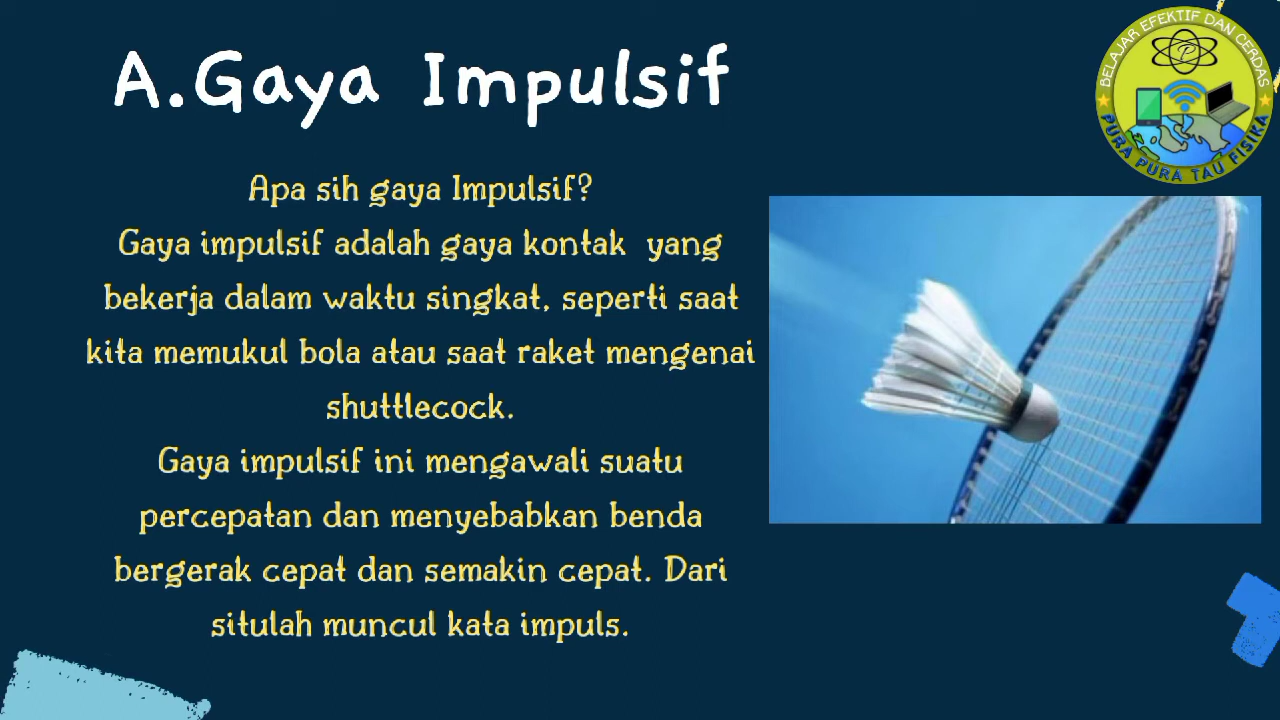 A.Gaya Impulsif
BELAJAR EFEKTIF DAN CERDAS
P
PURA PURA TAU FISIKA
Apa sih gaya Impulsif?
Gaya impulsif adalah gaya kontak yang
bekerja dalam waktu singkat, seperti saat
kita memukul bola atau saat raket mengenai
shuttlecock.
Gaya impulsif ini mengawali suatu
percepatan dan menyebabkan benda
bergerak cepat dan semakin cepat. Dari
situlah muncul kata impuls.